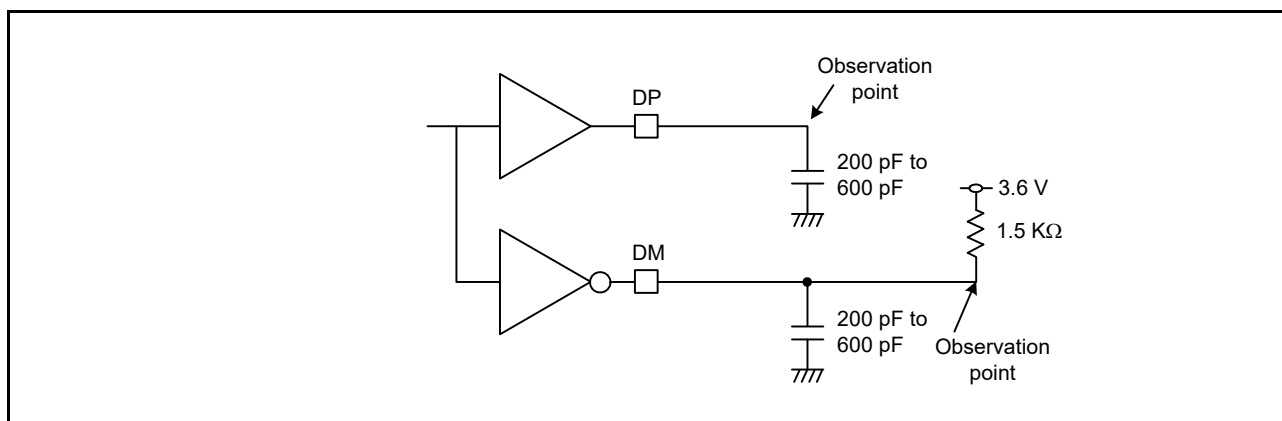 Observation
point
DP
200 pF to
600 pF
3.6 V
1.5 KΩ
DM
200 pF to
600 pF
Observation
point